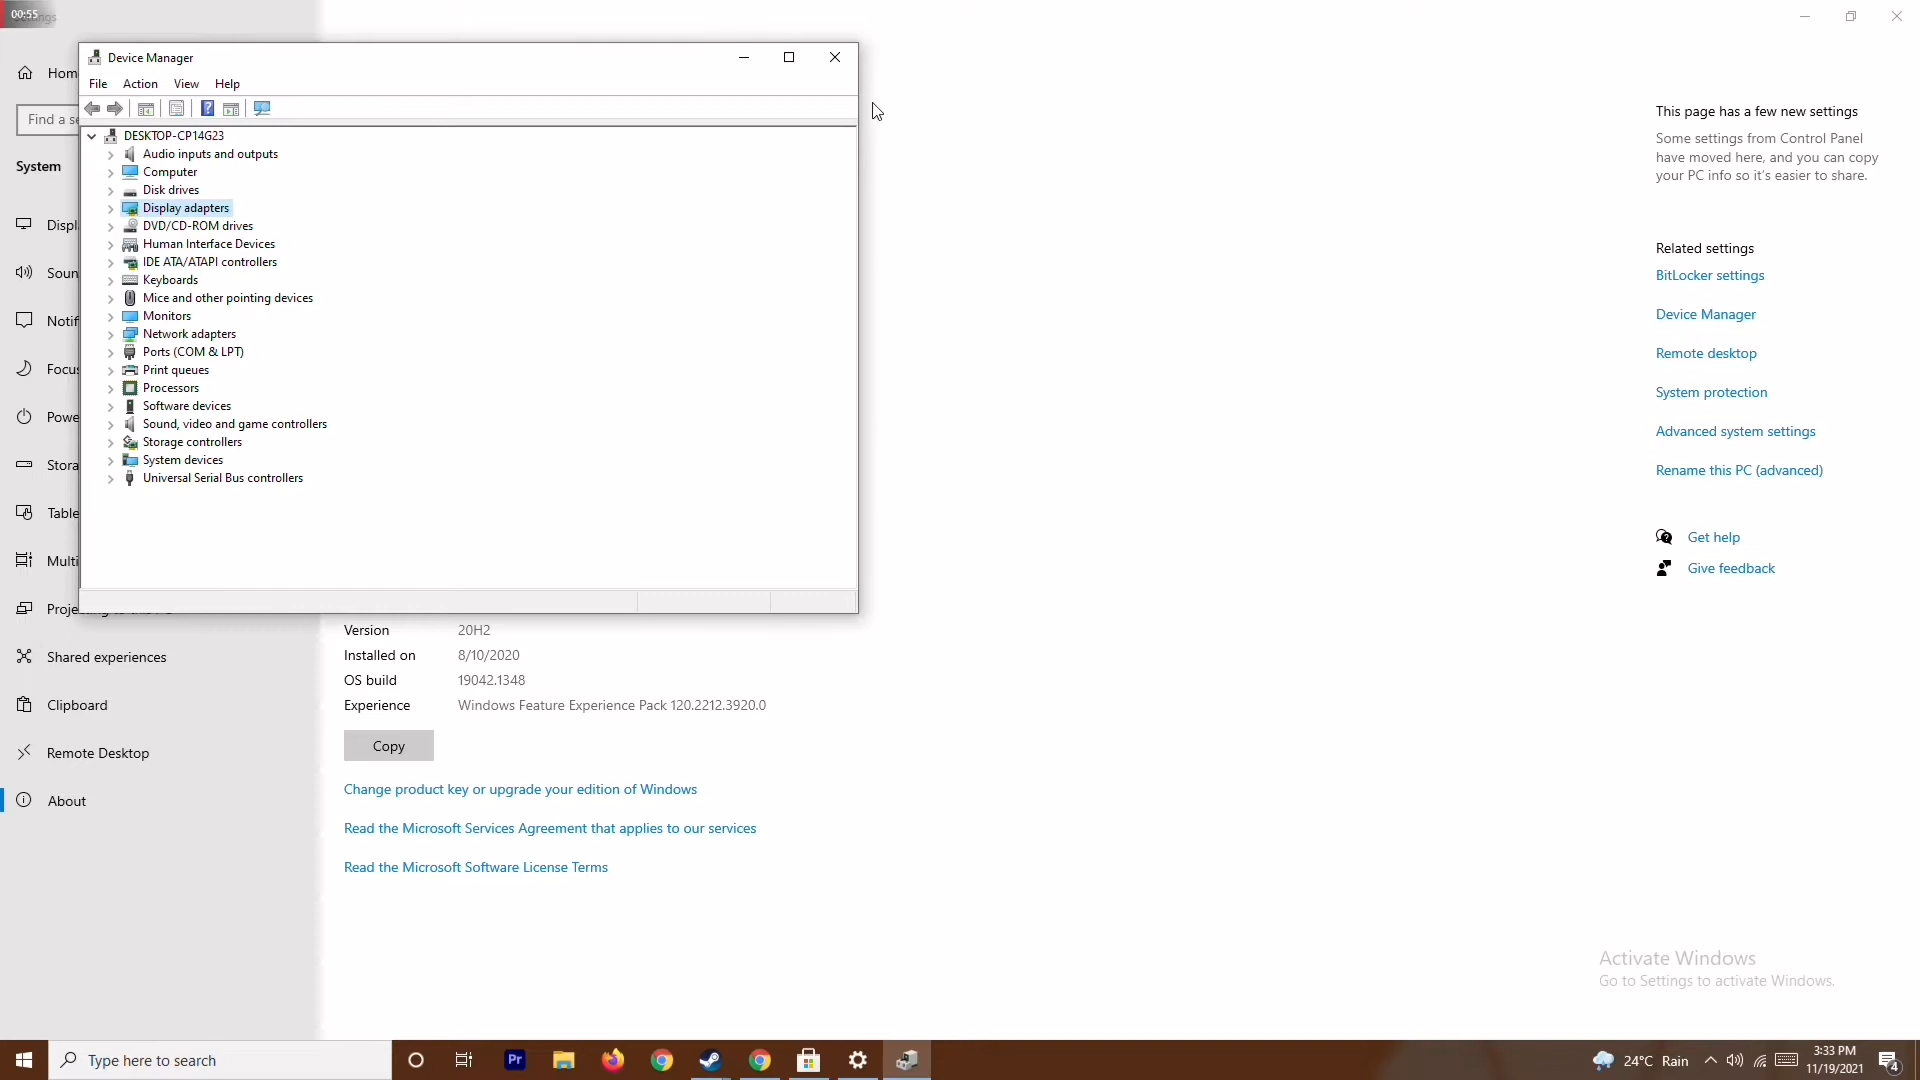 00:55
Settings
Device Manager
File Action View Help
DESKTOP-CP14G23
Audio inputs and outputs
Computer
Disk drives
Display adapters
DVD/CD-ROM drives
Human Interface Devices
IDE ATA/ATAPI controllers
Keyboards
Mice and other pointing devices
Monitors
Network adapters
Ports (COM & LPT)
Print queues
Processors
Software devices
Sound, video and game controllers
Storage controllers
System devices
Universal Serial Bus controllers
Hom
Find a se
System
Displ
Soun
Notif
Focus
Powe
Stora
Table
Multi
Proje
Shared experiences
Clipboard
Remote Desktop
About
Version 20H2
Installed on 8/10/2020
OS build 19042.1348
Experience Windows Feature Experience Pack 120.2212.3920.0
Copy
Change product key or upgrade your edition of Windows
Read the Microsoft Services Agreement that applies to our services
Read the Microsoft Software License Terms
This page has a few new settings
Some settings from Control Panel
have moved here, and you can copy
your PC info so it's easier to share.
Related settings
BitLocker settings
Device Manager
Remote desktop
System protection
Advanced system settings
Rename this PC (advanced)
Get help
Give feedback
Activate Windows
Go to Settings to activate Windows.
Type here to search
Pr
24°C Rain
3:33 PM
11/19/2021
4